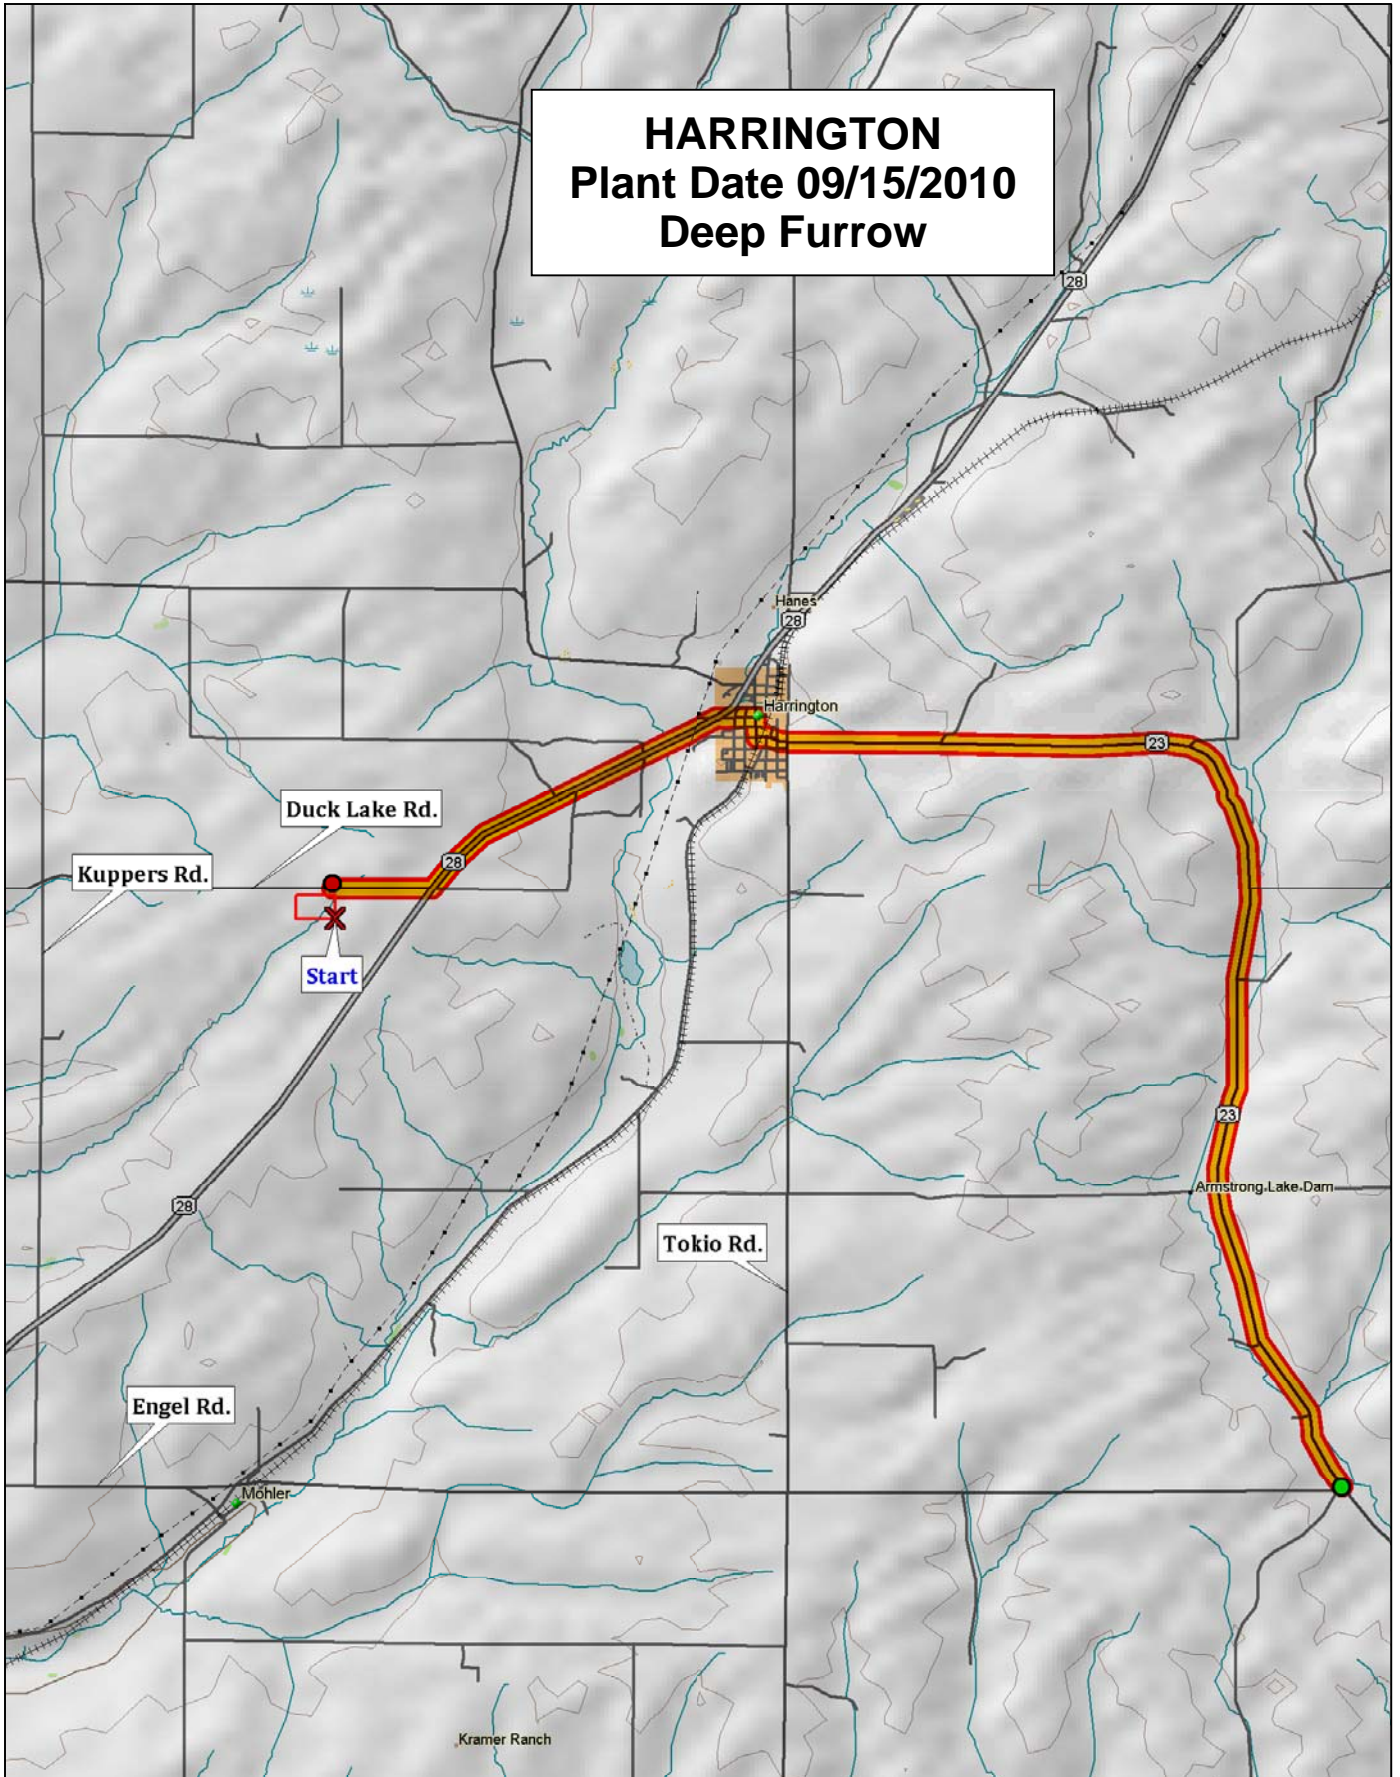 HARRINGTON
Plant Date 09/15/2010
Deep Furrow
28
Hanes
28
Harrington
23
Duck Lake Rd.
28
Kuppers Rd.
Start
23
Armstrong Lake Dam
28
Tokio Rd.
Engel Rd.
Mohler
Kramer Ranch